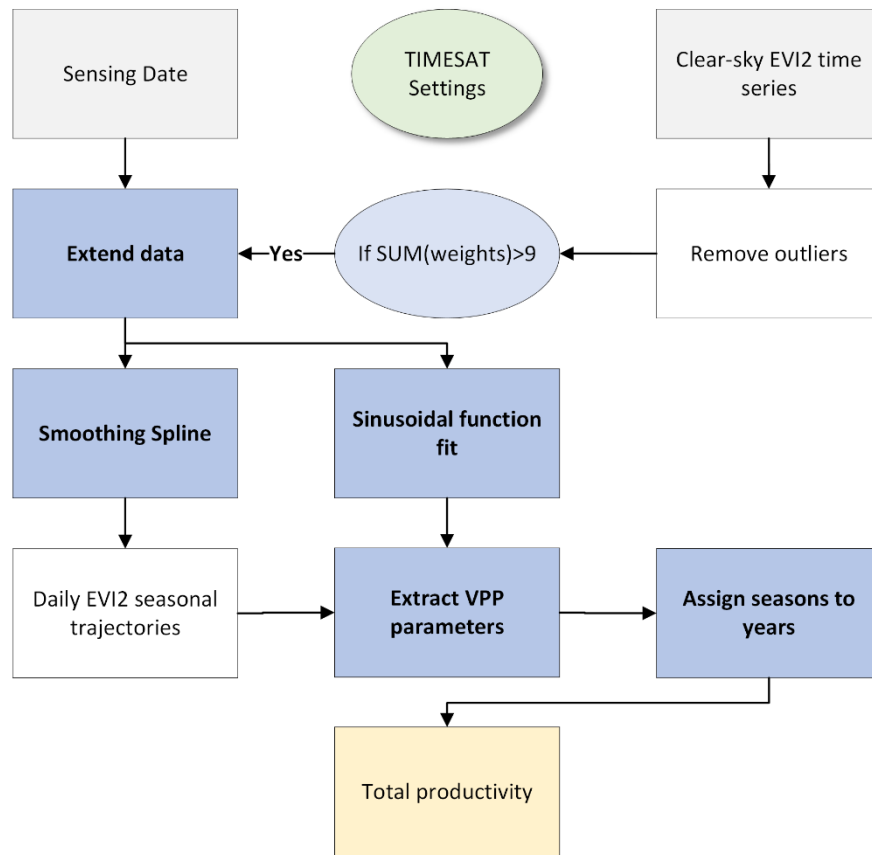 Sensing Date
TIMESAT
Settings
Clear-sky EVI2 time
series
Extend data
Yes
If SUM(weights)>9
Remove outliers
Smoothing Spline
Sinusoidal function
fit
Daily EVI2 seasonal
trajectories
Extract VPP
parameters
Assign seasons to
years
Total productivity